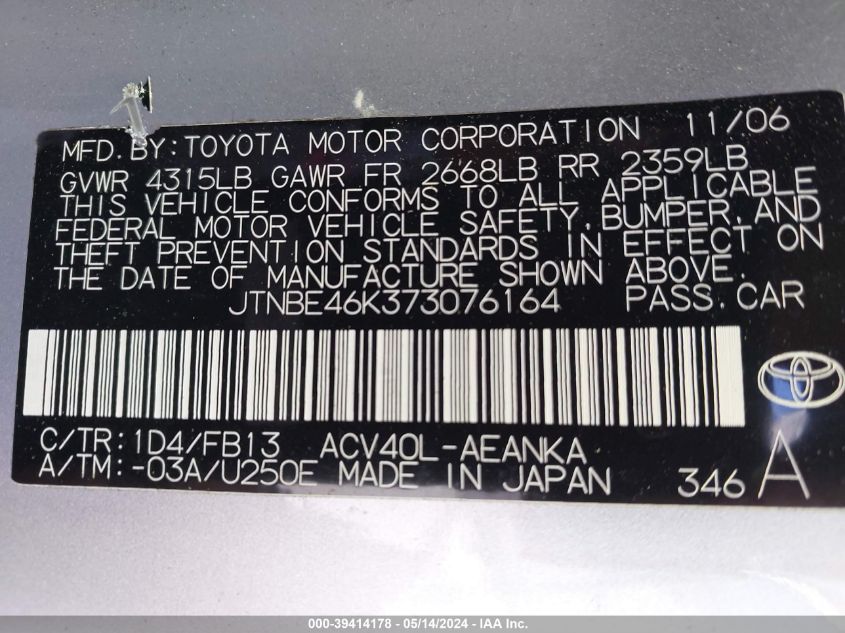 MFD. BY: TOYOTA MOTOR CORPORATION 11/06
GVWR 4315LB GAWR FR 2668LB RR 2359LB
THIS VEHICLE CONFORMS TO ALL APPLICABLE
FEDERAL MOTOR VEHICLE SAFETY, BUMPER, AND
THEFT PREVENTION STANDARDS IN EFFECT ON
THE DATE OF MANUFACTURE SHOWN ABOVE.
JTNBE46K373076164 PASS. CAR
C/TR: 1D4/FB13 ACV40L-AEANKA
A/TM: -03A/U250E MADE IN JAPAN 346 A
000-39414178 - 05/14/2024 - IAA Inc.